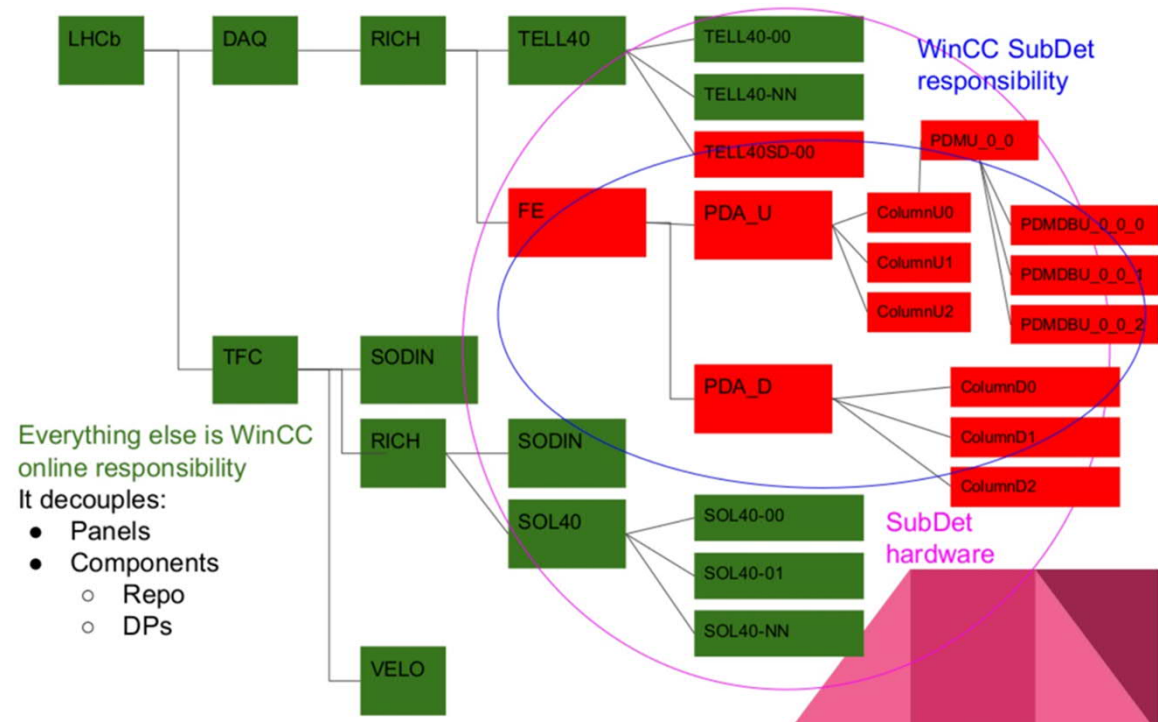 LHCb
DAQ
RICH
TELL40
TELL40-00
WinCC SubDet
responsibility
TELL40-NN
TELL40SD-00
PDMU_0_0
FE
PDA_U
ColumnU0
PDMDBU_0_0_0
ColumnU1
PDMDBU_0_0_1
ColumnU2
PDMDBU_0_0_2
TFC
SODIN
PDA_D
ColumnD0
Everything else is WinCC
online responsibility
RICH
SODIN
ColumnD1
It decouples:
● Panels
● Components
○ Repo
○ DPs
ColumnD2
SOL40
SOL40-00
SubDet
hardware
SOL40-01
SOL40-NN
VELO